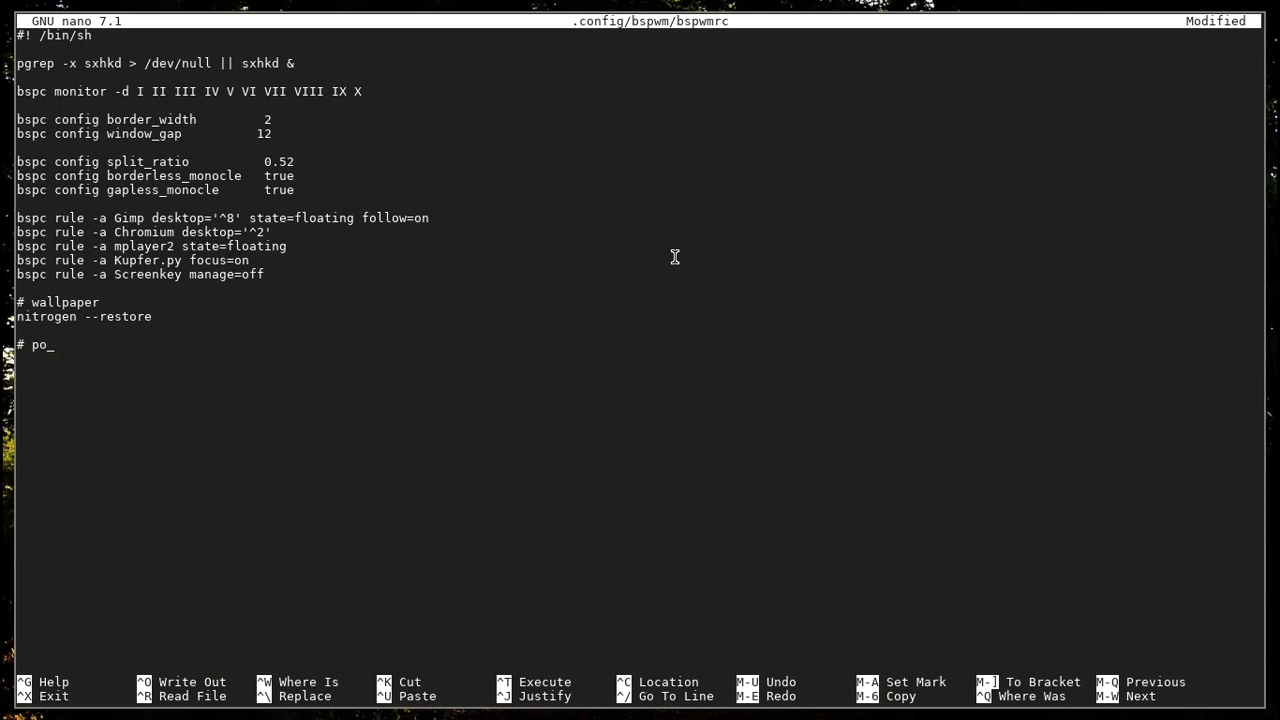 GNU nano 7.1 .config/bspwm/bspwmrc Modified
#! /bin/sh
pgrep -x sxhkd > /dev/null || sxhkd &
bspc monitor -d I II III IV V VI VII VIII IX X
bspc config border_width         2
bspc config window_gap          12
bspc config split_ratio          0.52
bspc config borderless_monocle   true
bspc config gapless_monocle      true
bspc rule -a Gimp desktop='^8' state=floating follow=on
bspc rule -a Chromium desktop='^2'
bspc rule -a mplayer2 state=floating
bspc rule -a Kupfer.py focus=on
bspc rule -a Screenkey manage=off
# wallpaper
nitrogen --restore
# po_
^G Help ^O Write Out ^W Where Is ^K Cut ^T Execute ^C Location M-U Undo M-A Set Mark M-] To Bracket M-Q Previous
^X Exit ^R Read File ^\ Replace ^U Paste ^J Justify ^/ Go To Line M-E Redo M-6 Copy ^Q Where Was M-W Next